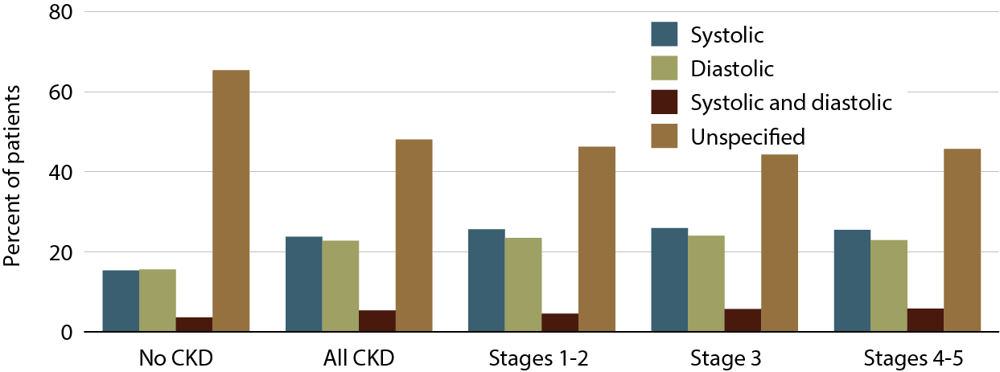 Percent of patients
80
60
40
20
0
Systolic
Diastolic
Systolic and diastolic
Unspecified
No CKD
All CKD
Stages 1-2
Stage 3
Stages 4-5